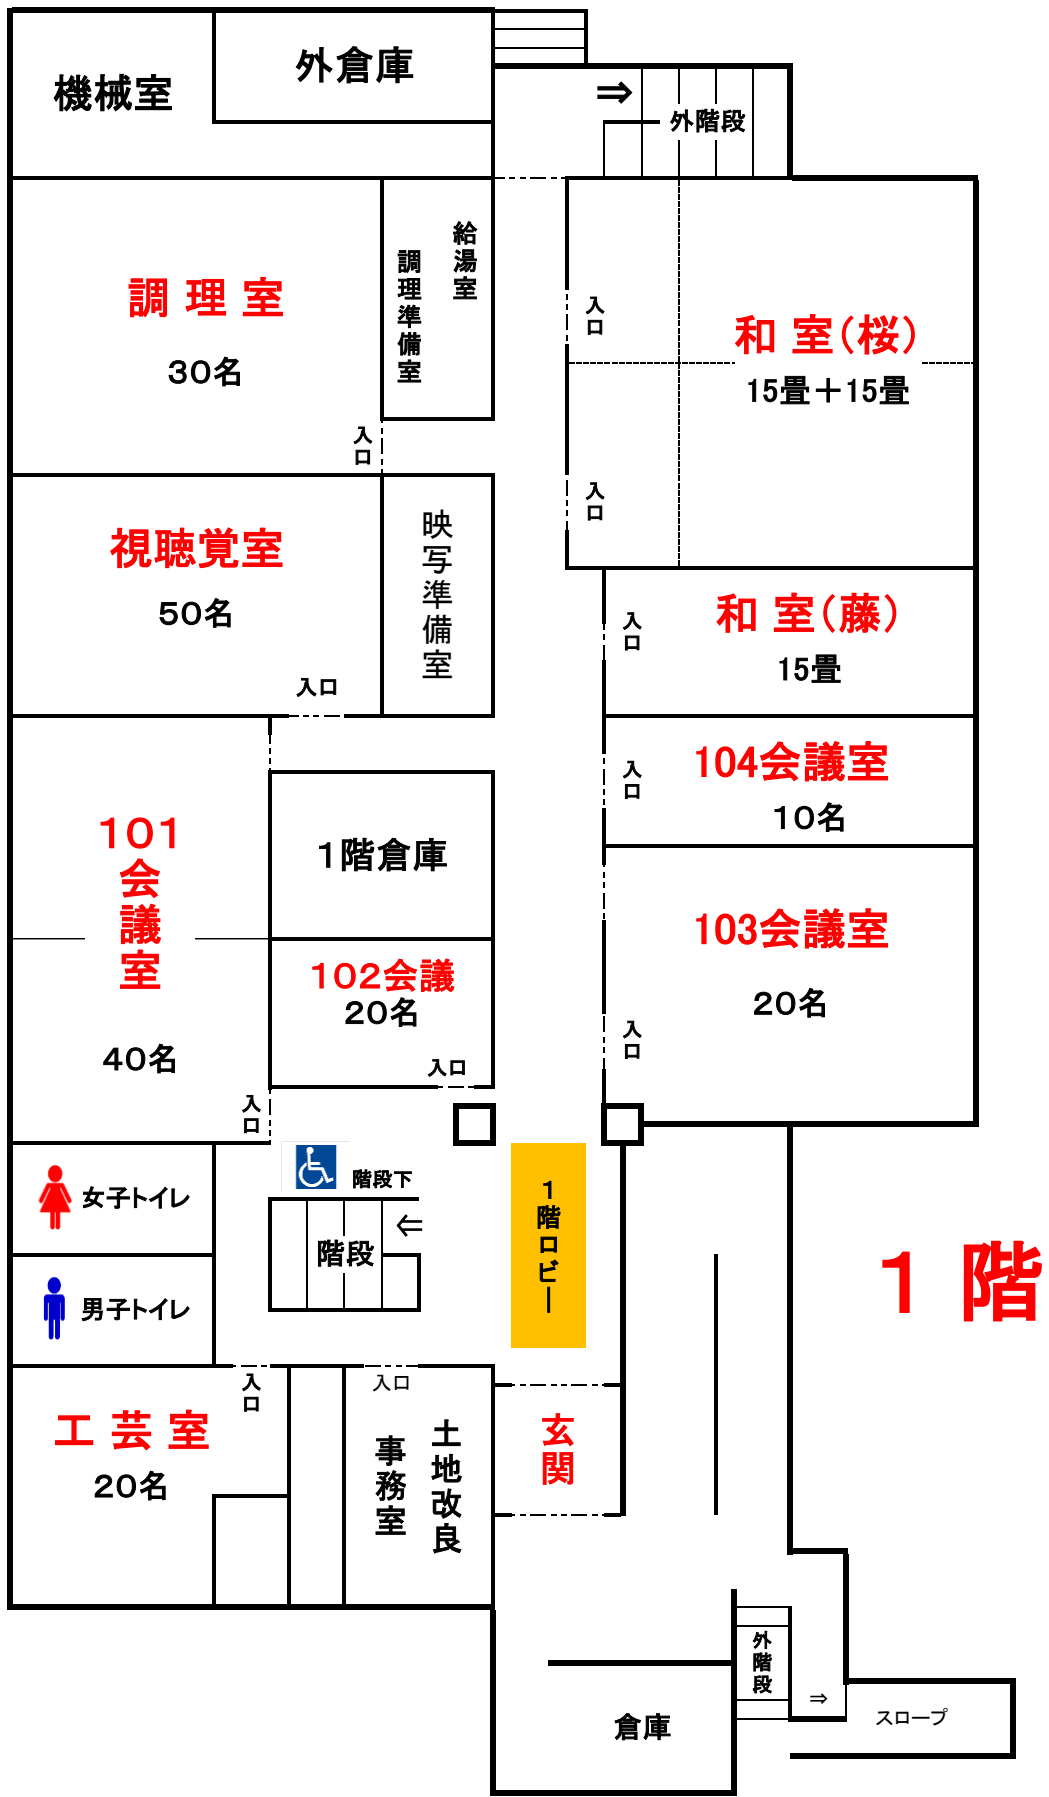 外倉庫
機械室
⇒
外階段
給湯室
調理準備室
調理室
30名
入口
入口
和室(桜)
15畳＋15畳
入口
視聴覚室
50名
映写準備室
入口
和室(藤)
15畳
入口
入口
104会議室
10名
101
会議室
40名
1階倉庫
102会議
20名
入口
103会議室
20名
入口
入口
女子トイレ
階段下
⇐
階段
1階ロビー
1階
男子トイレ
入口
入口
工芸室
20名
土地改良
事務室
玄関
外階段
⇒
スロープ
倉庫